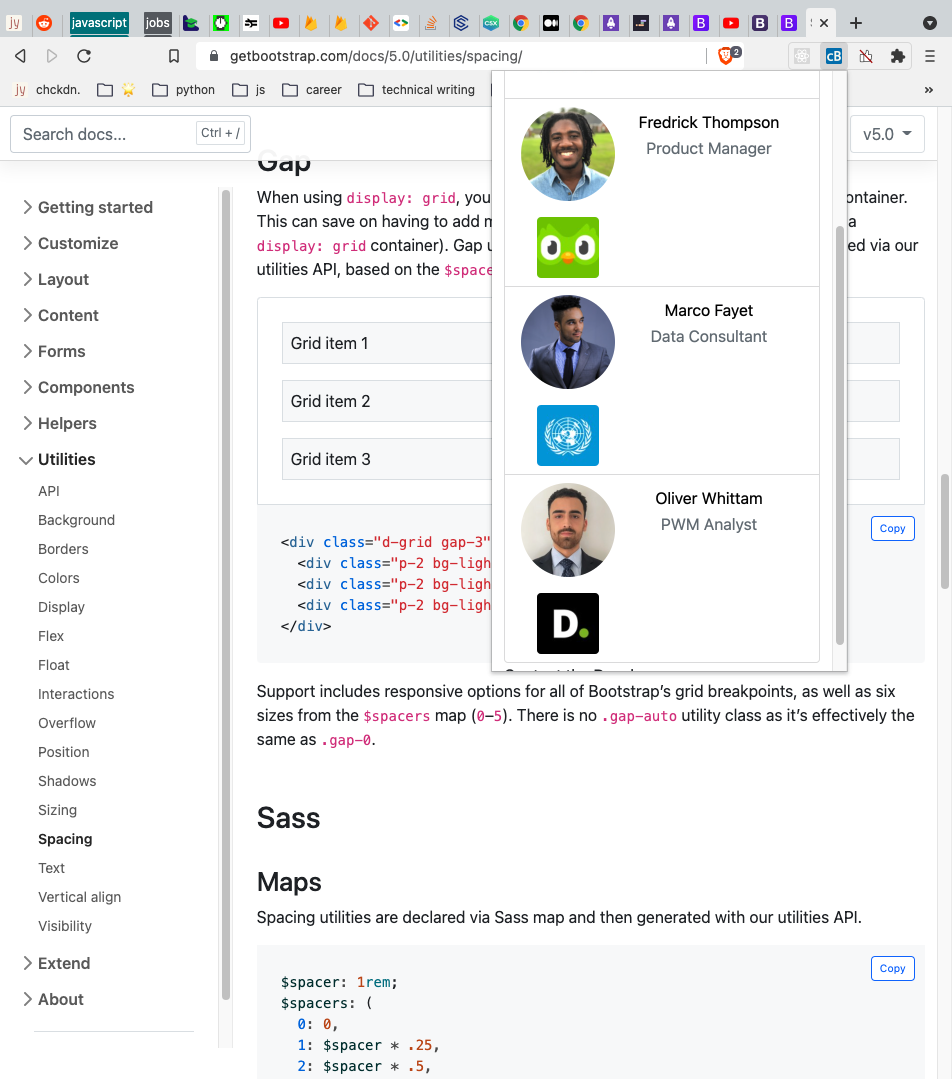 jy
javascript
jobs
CSX
B
B
B
getbootstrap.com/docs/5.0/utilities/spacing/
2
cB
jy chckdn.
python
js
career
technical writing
»
Search docs...
Ctrl + /
v5.0
Getting started
Customize
Layout
Content
Forms
Components
Helpers
Utilities
API
Background
Borders
Colors
Display
Flex
Float
Interactions
Overflow
Position
Shadows
Sizing
Spacing
Text
Vertical align
Visibility
Extend
About
Gap
When using display: grid, you
ontainer.
This can save on having to add m
a
display: grid container). Gap u
ed via our
utilities API, based on the $space
Grid item 1
Grid item 2
Grid item 3
Copy
<div class="d-grid gap-3"
<div class="p-2 bg-ligh
<div class="p-2 bg-ligh
<div class="p-2 bg-ligh
</div>
Fredrick Thompson
Product Manager
Marco Fayet
Data Consultant
Oliver Whittam
PWM Analyst
D.
Support includes responsive options for all of Bootstrap’s grid breakpoints, as well as six
sizes from the $spacers map (0–5). There is no .gap-auto utility class as it’s effectively the
same as .gap-0.
Sass
Maps
Spacing utilities are declared via Sass map and then generated with our utilities API.
Copy
$spacer: 1rem;
$spacers: (
0: 0,
1: $spacer * .25,
2: $spacer * .5,